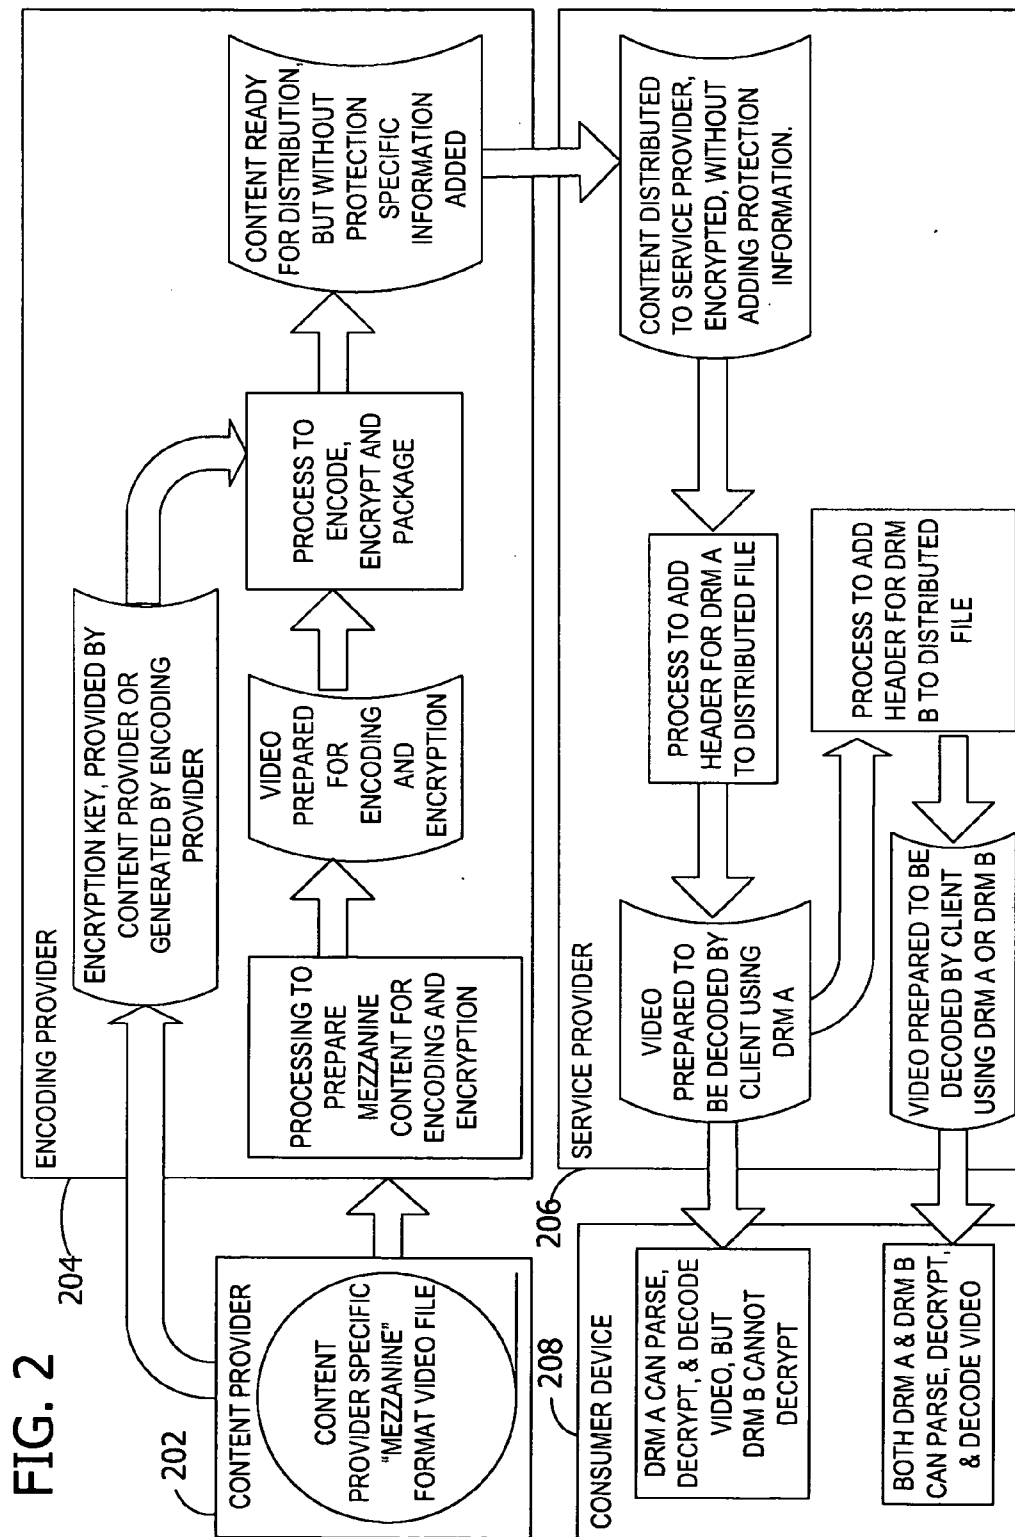 FIG. 2
202
CONTENT PROVIDER
CONTENT
PROVIDER SPECIFIC
"MEZZANINE"
FORMAT VIDEO FILE
204
ENCODING PROVIDER
ENCRYPTION KEY, PROVIDED BY
CONTENT PROVIDER OR
GENERATED BY ENCODING
PROVIDER
PROCESSING TO
PREPARE
MEZZANINE
CONTENT FOR
ENCODING AND
ENCRYPTION
VIDEO
PREPARED
FOR
ENCODING
AND
ENCRYPTION
PROCESS TO
ENCODE,
ENCRYPT AND
PACKAGE
CONTENT READY
FOR DISTRIBUTION,
BUT WITHOUT
PROTECTION
SPECIFIC
INFORMATION
ADDED
206
SERVICE PROVIDER
CONTENT DISTRIBUTED
TO SERVICE PROVIDER,
ENCRYPTED, WITHOUT
ADDING PROTECTION
INFORMATION.
PROCESS TO ADD
HEADER FOR DRM A
TO DISTRIBUTED FILE
VIDEO
PREPARED TO
BE DECODED BY
CLIENT USING
DRM A
PROCESS TO ADD
HEADER FOR DRM
B TO DISTRIBUTED
FILE
VIDEO PREPARED TO BE
DECODED BY CLIENT
USING DRM A OR DRM B
208
CONSUMER DEVICE
DRM A CAN PARSE,
DECRYPT, & DECODE
VIDEO, BUT
DRM B CANNOT
DECRYPT
BOTH DRM A & DRM B
CAN PARSE, DECRYPT,
& DECODE VIDEO